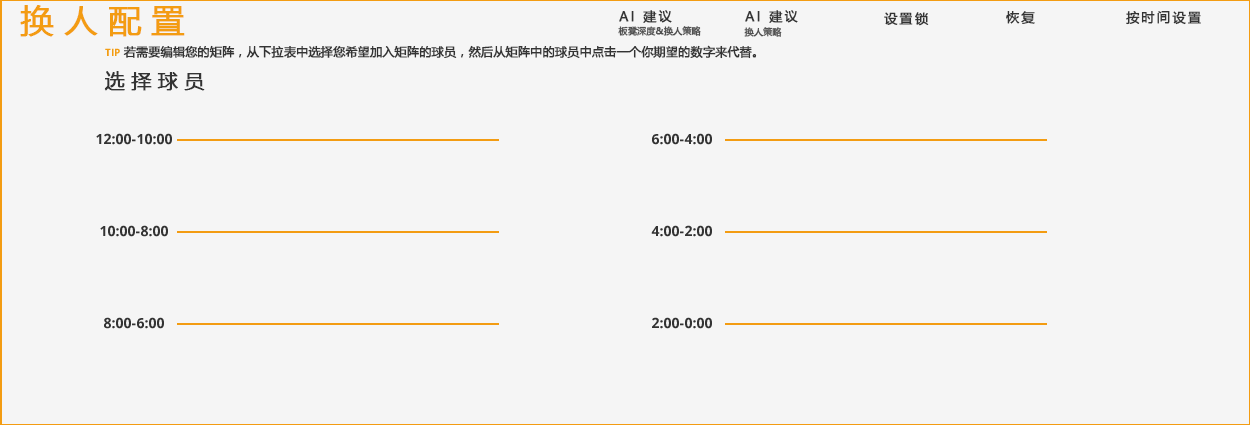 换人配置
AI 建议
板凳深度&换人策略
AI 建议
换人策略
设置锁
恢复
按时间设置
TIP 若需要编辑您的矩阵，从下拉表中选择您希望加入矩阵的球员，然后从矩阵中的球员中点击一个你期望的数字来代替。
选择球员
12:00-10:00
6:00-4:00
10:00-8:00
4:00-2:00
8:00-6:00
2:00-0:00